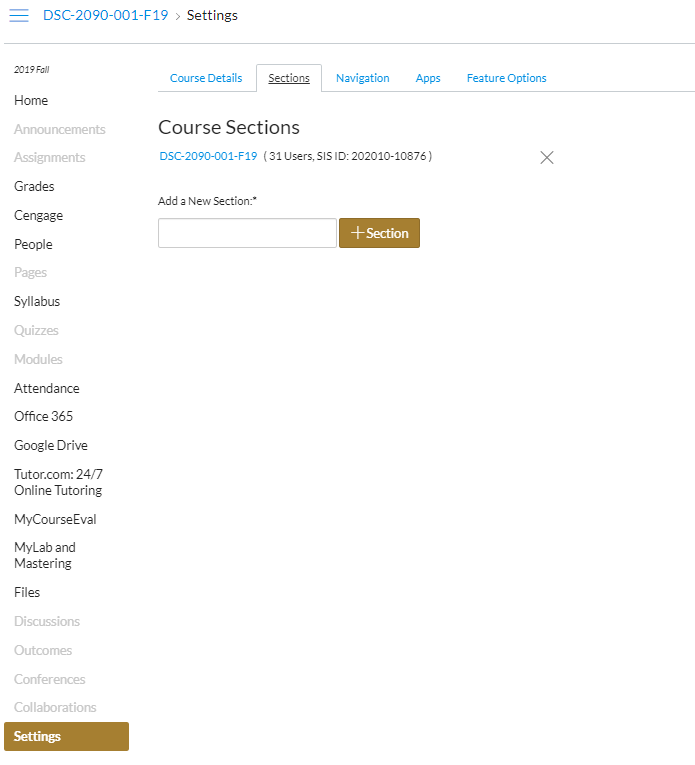 DSC-2090-001-F19 > Settings
2019 Fall
Home
Announcements
Assignments
Grades
Cengage
People
Pages
Syllabus
Quizzes
Modules
Attendance
Office 365
Google Drive
Tutor.com: 24/7
Online Tutoring
MyCourseEval
MyLab and
Mastering
Files
Discussions
Outcomes
Conferences
Collaborations
Settings
Course Details Sections Navigation Apps Feature Options
Course Sections
DSC-2090-001-F19 ( 31 Users, SIS ID: 202010-10876 )
Add a New Section:*
+ Section